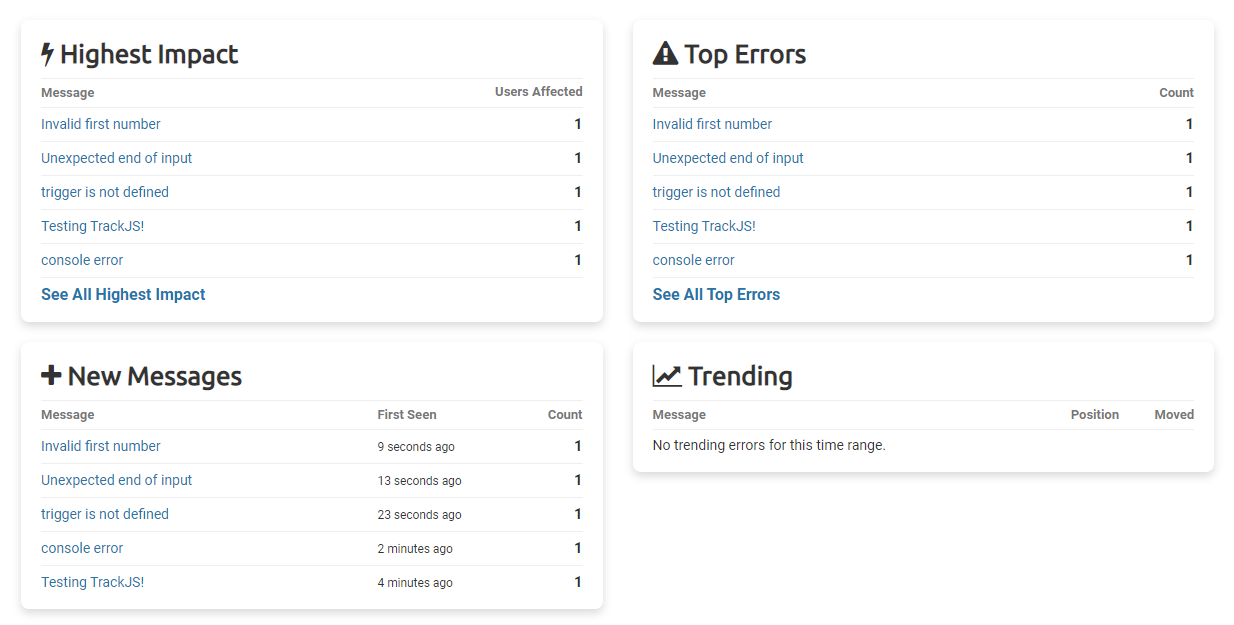 Highest Impact
Message Users Affected
Invalid first number 1
Unexpected end of input 1
trigger is not defined 1
Testing TrackJS! 1
console error 1
See All Highest Impact
Top Errors
Message Count
Invalid first number 1
Unexpected end of input 1
trigger is not defined 1
Testing TrackJS! 1
console error 1
See All Top Errors
New Messages
Message First Seen Count
Invalid first number 9 seconds ago 1
Unexpected end of input 13 seconds ago 1
trigger is not defined 23 seconds ago 1
console error 2 minutes ago 1
Testing TrackJS! 4 minutes ago 1
Trending
Message Position Moved
No trending errors for this time range.